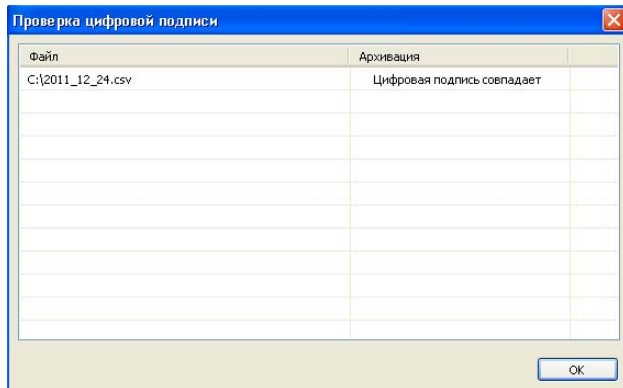 Проверка цифровой подписи
Файл Архивация
C:\2011_12_24.csv Цифровая подпись совпадает
OK